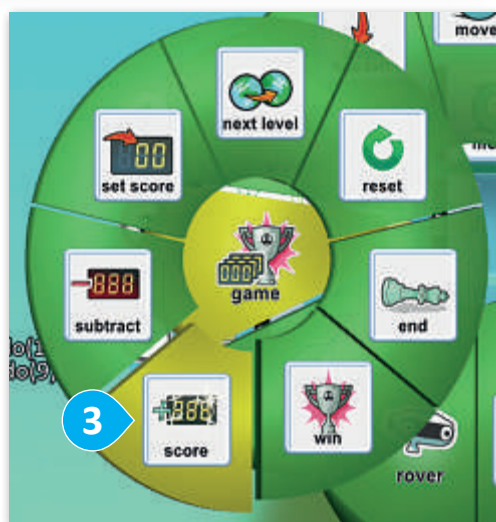 move
next level
set score
reset
game
subtract
end
3
score
win
rover